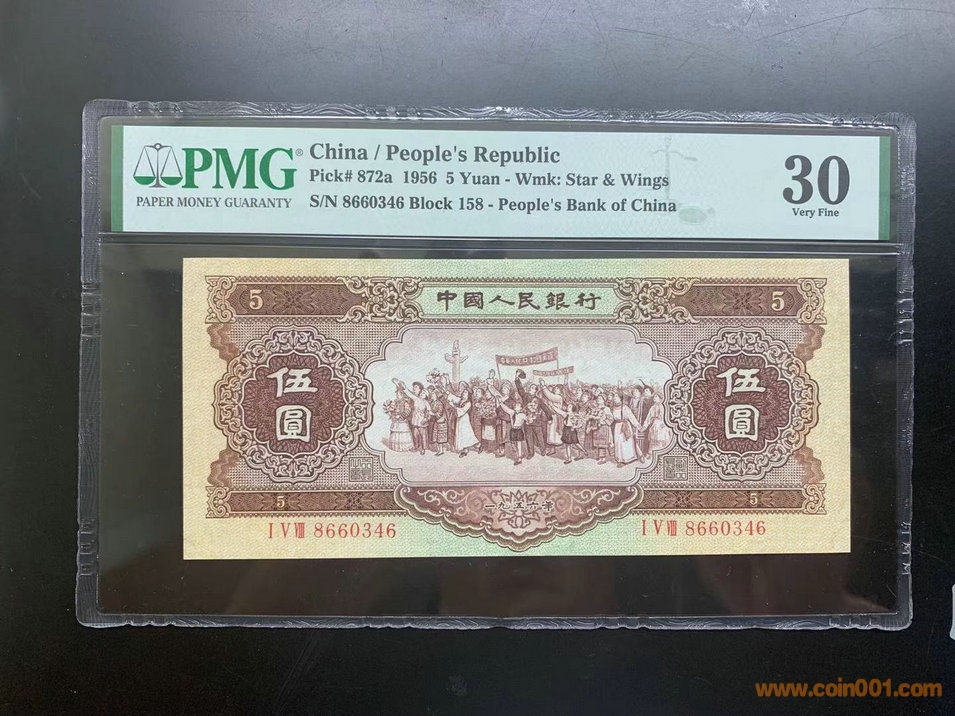 PMG®
PAPER MONEY GUARANTY
China / People's Republic
Pick# 872a 1956 5 Yuan - Wmk: Star & Wings
S/N 8660346 Block 158 - People's Bank of China
30
Very Fine
5 中國人民銀行 5
伍圓
伍圓
5 5
一九五六年
I V VIII 8660346
I V VIII 8660346
www.coin001.com